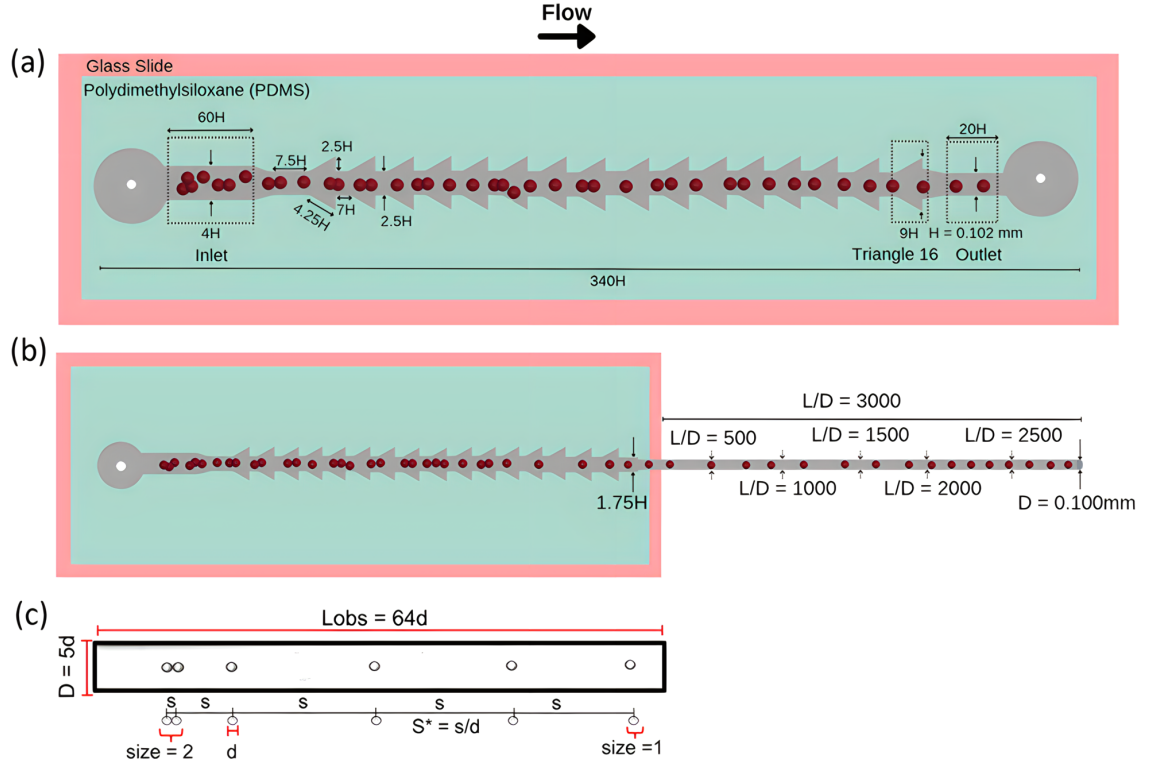 Flow
(a)
Glass Slide
Polydimethylsiloxane (PDMS)
60H
2.5H
20H
7.5H
4.25H
7H
2.5H
4H
9H
H = 0.102 mm
Inlet
Triangle 16
Outlet
340H
(b)
L/D = 3000
L/D = 500
L/D = 1500
L/D = 2500
L/D = 1000
L/D = 2000
1.75H
D = 0.100mm
(c)
Lobs = 64d
D = 5d
s s s s s
S* = s/d
size = 2
d
size =1